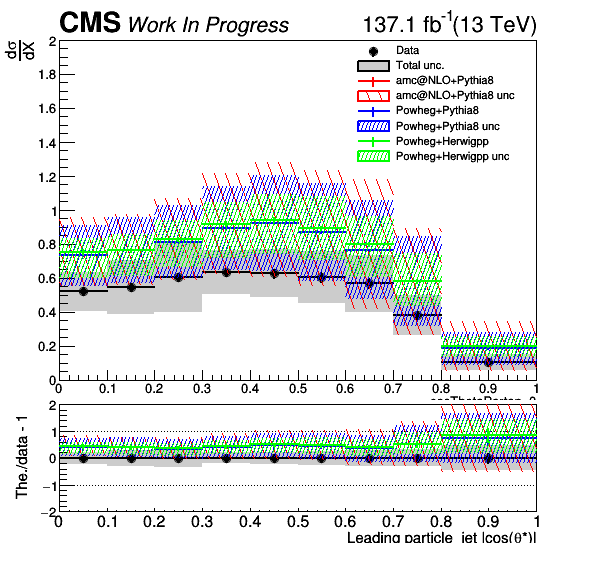 CMS Work In Progress 137.1 fb-1(13 TeV)
dσ
dX
Data
Total unc.
amc@NLO+Pythia8
amc@NLO+Pythia8 unc
Powheg+Pythia8
Powheg+Pythia8 unc
Powheg+Herwigpp
Powheg+Herwigpp unc
2
1.8
1.6
1.4
1.2
1
0.8
0.6
0.4
0.2
0
0 0.1 0.2 0.3 0.4 0.5 0.6 0.7 0.8 0.9 1
The./data - 1
2
1
0
−1
−2
0 0.1 0.2 0.3 0.4 0.5 0.6 0.7 0.8 0.9 1
Leading particle jet |cos(θ*)|